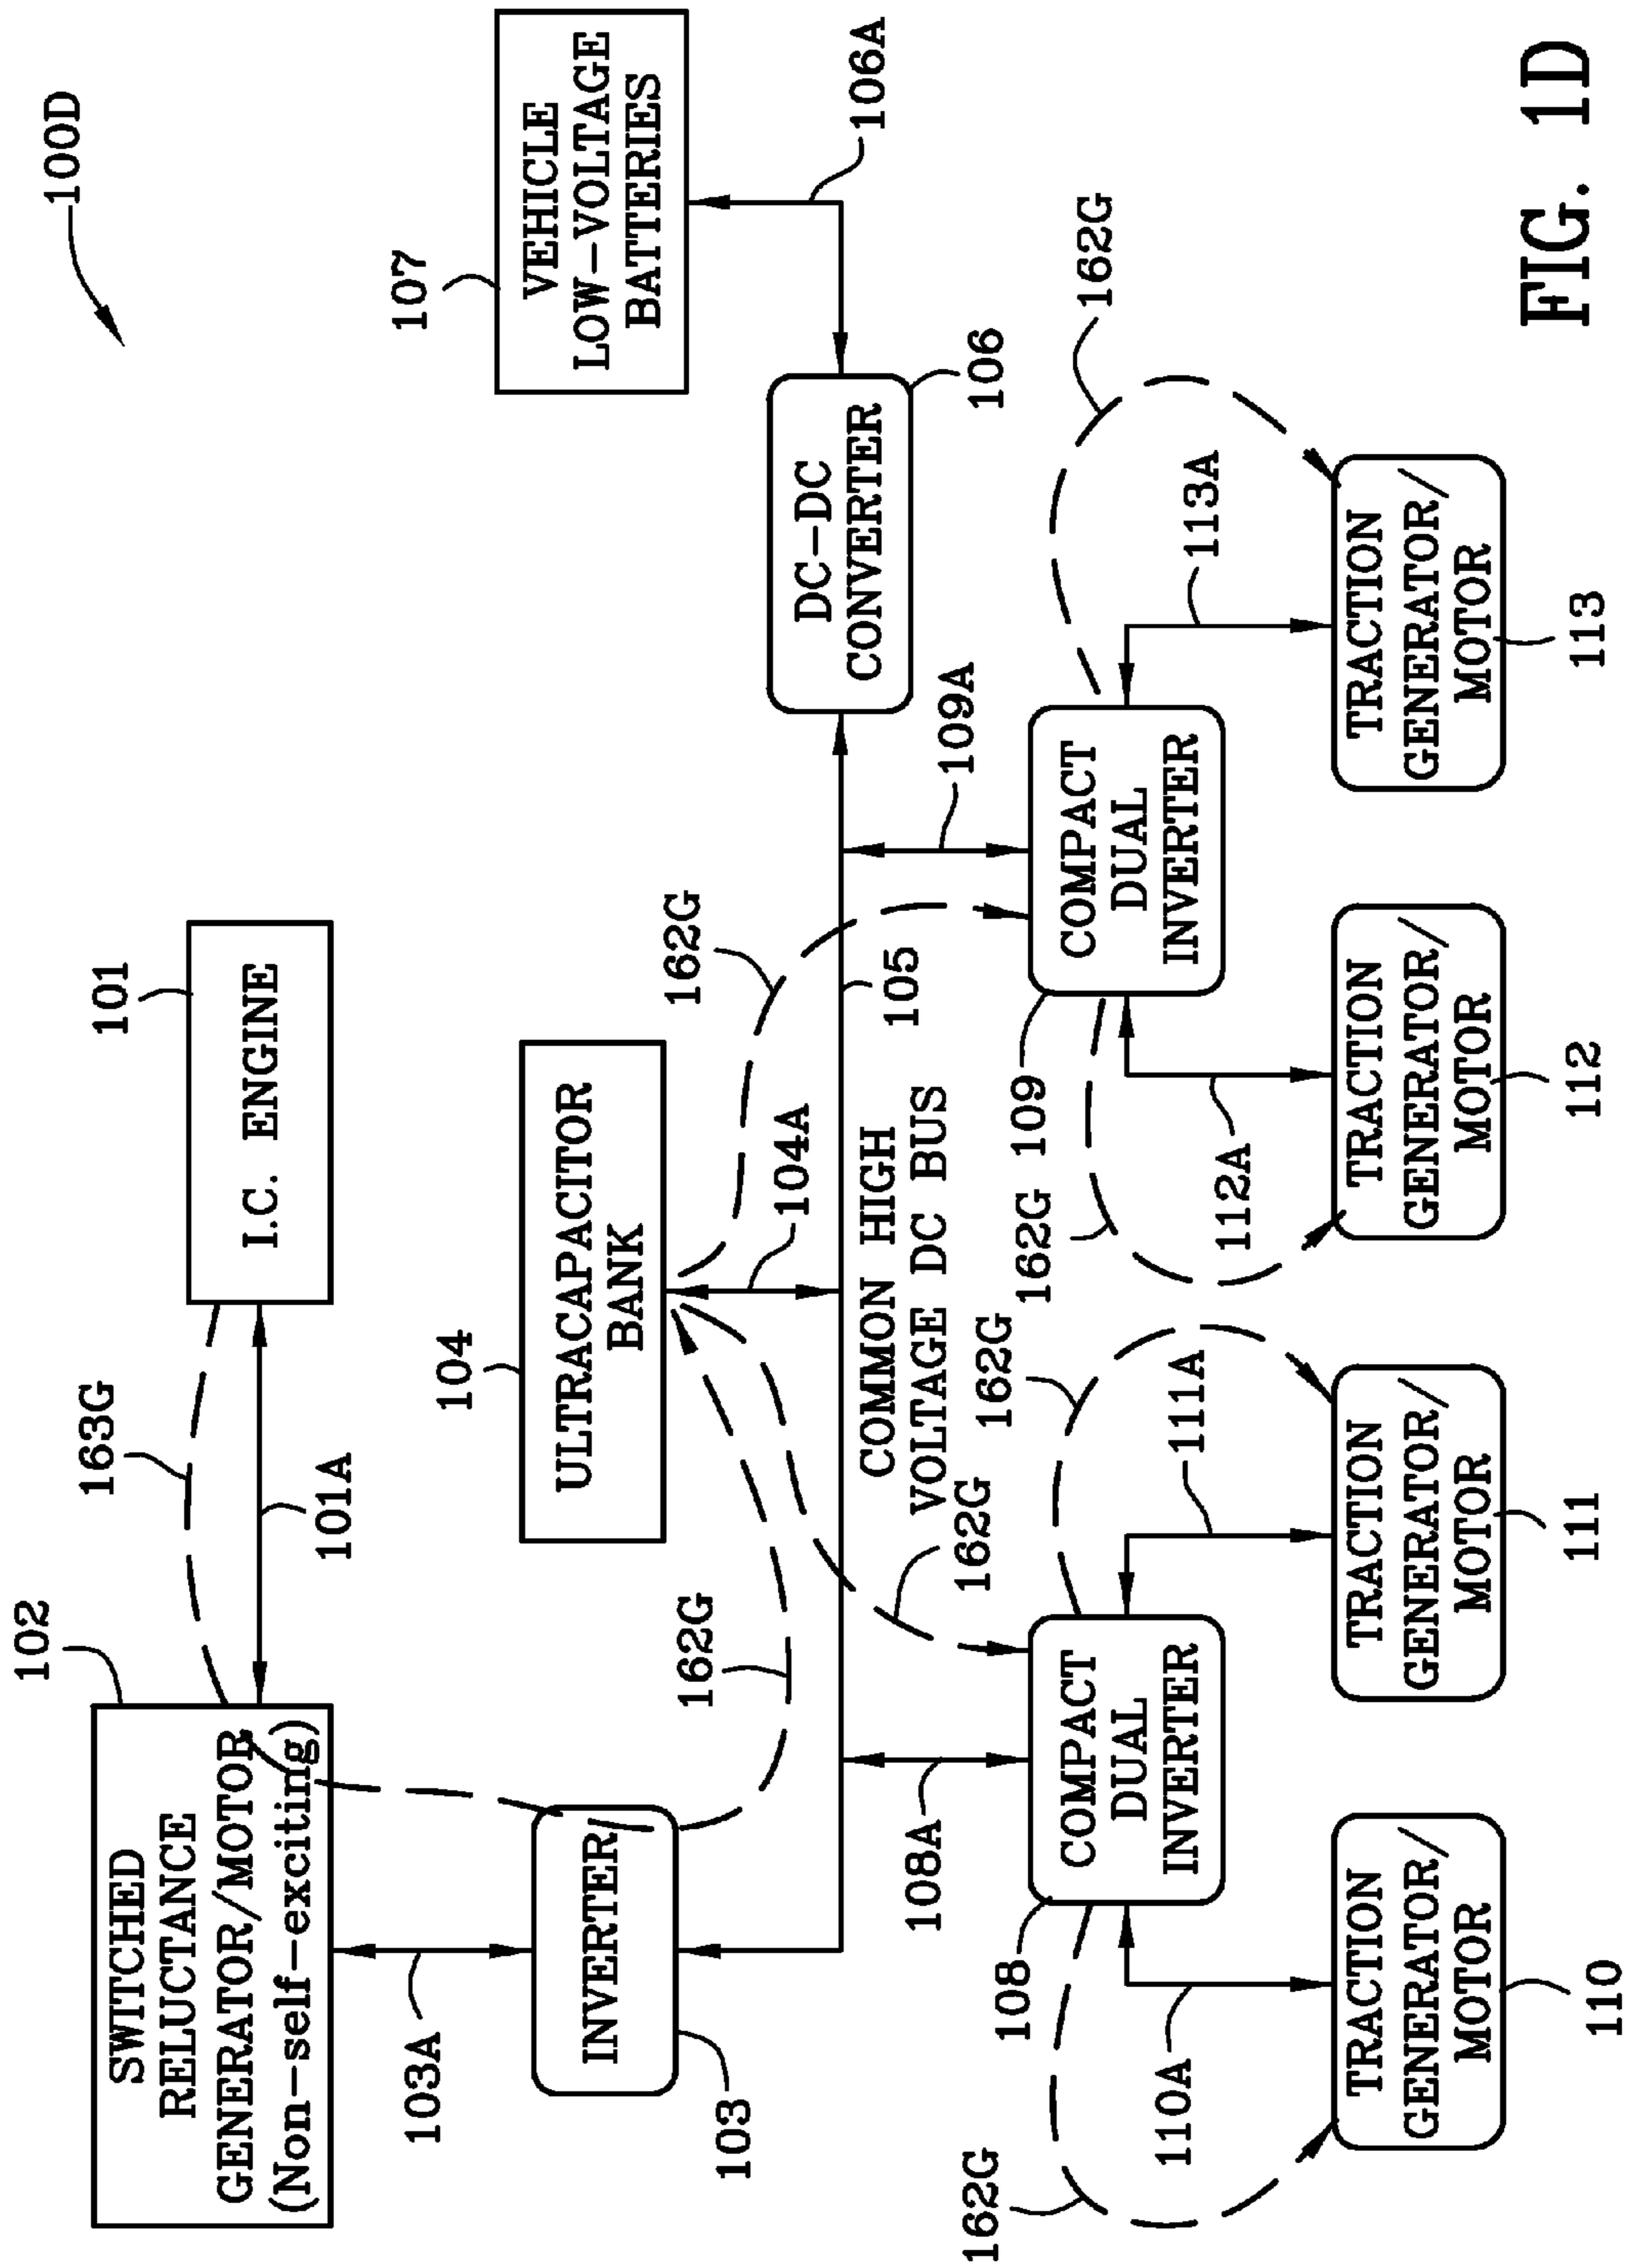 100D
102
SWITCHED
RELUCTANCE
GENERATOR/MOTOR
(Non-self-exciting)
163G
101A
101
I.C. ENGINE
103A
INVERTER
103
162G
104
ULTRACAPACITOR
BANK
104A
162G
107
VEHICLE
LOW-VOLTAGE
BATTERIES
106A
DC-DC
CONVERTER
106
COMMON HIGH
VOLTAGE DC BUS
105
108A
162G
109A
108
COMPACT
DUAL
INVERTER
162G
109
COMPACT
DUAL
INVERTER
162G
162G
110A
111A
162G
112A
113A
TRACTION
GENERATOR/
MOTOR
110
TRACTION
GENERATOR/
MOTOR
111
TRACTION
GENERATOR/
MOTOR
112
TRACTION
GENERATOR/
MOTOR
113
FIG. 1D